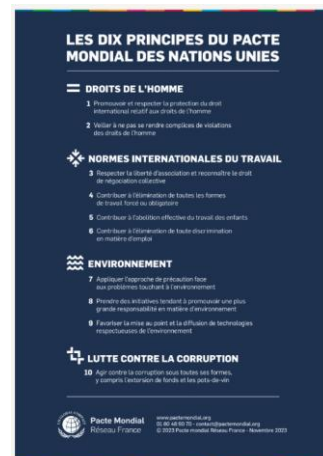 LES DIX PRINCIPES DU PACTE
MONDIAL DES NATIONS UNIES
DROITS DE L'HOMME
1 Promouvoir et respecter la protection du droit
international relatif aux droits de l'homme
2 Veiller à ne pas se rendre complices de violations
des droits de l'homme
NORMES INTERNATIONALES DU TRAVAIL
3 Respecter la liberté d'association et reconnaître le droit
de négociation collective
4 Contribuer à l'élimination de toutes les formes
de travail forcé ou obligatoire
5 Contribuer à l'abolition effective du travail des enfants
6 Contribuer à l'élimination de toute discrimination
en matière d'emploi
ENVIRONNEMENT
7 Appliquer l'approche de précaution face
aux problèmes touchant à l'environnement
8 Prendre des initiatives tendant à promouvoir une plus
grande responsabilité en matière d'environnement
9 Favoriser la mise au point et la diffusion de technologies
respectueuses de l'environnement
LUTTE CONTRE LA CORRUPTION
10 Agir contre la corruption sous toutes ses formes,
y compris l'extorsion de fonds et les pots-de-vin
Pacte Mondial
Réseau France
www.pactemondial.org
01 80 48 90 70 - contact@pactemondial.org
© 2023 Pacte mondial Réseau France - Novembre 2023